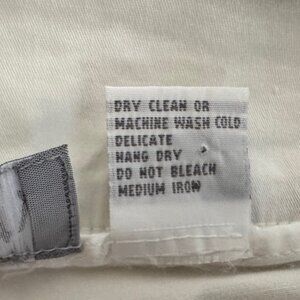 DRY CLEAN OR
MACHINE WASH COLD
DELICATE
HANG DRY
DO NOT BLEACH
MEDIUM IRON